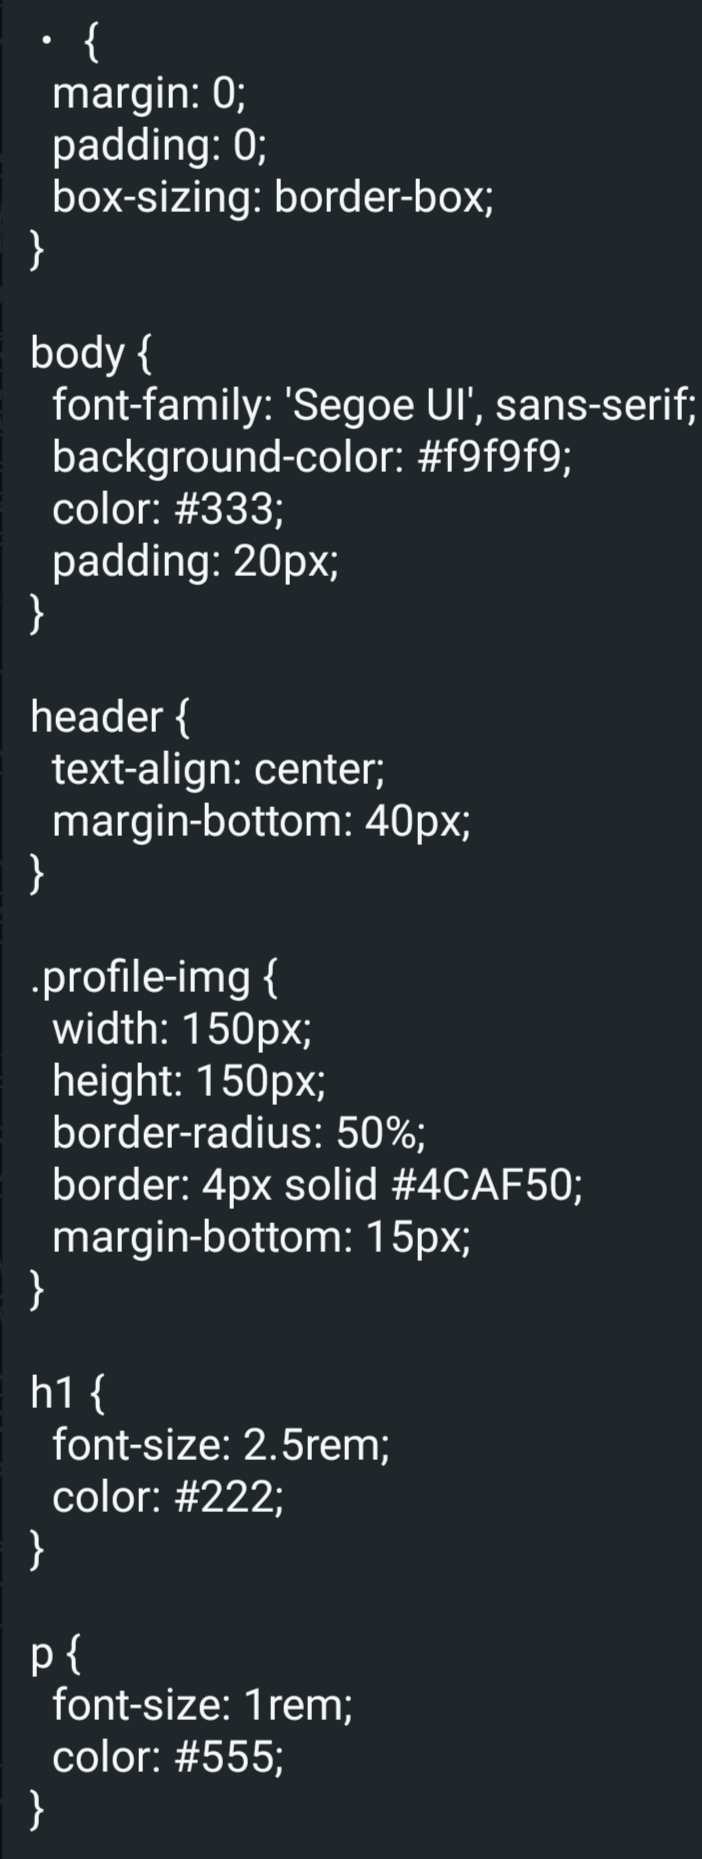 • {
margin: 0;
padding: 0;
box-sizing: border-box;
}
body {
font-family: 'Segoe UI', sans-serif;
background-color: #f9f9f9;
color: #333;
padding: 20px;
}
header {
text-align: center;
margin-bottom: 40px;
}
.profile-img {
width: 150px;
height: 150px;
border-radius: 50%;
border: 4px solid #4CAF50;
margin-bottom: 15px;
}
h1 {
font-size: 2.5rem;
color: #222;
}
p {
font-size: 1rem;
color: #555;
}